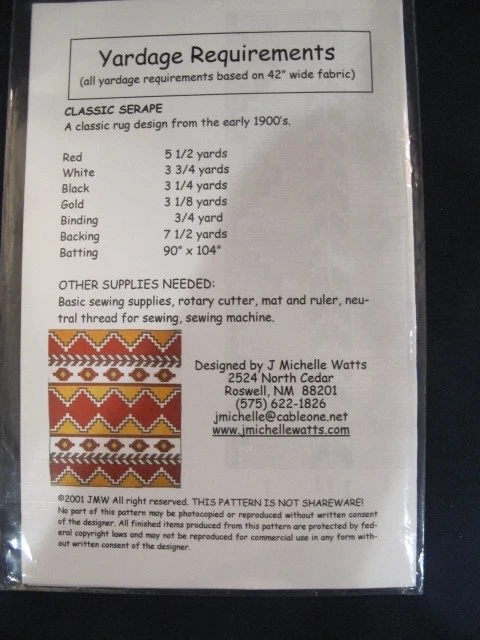 Yardage Requirements
(all yardage requirements based on 42" wide fabric)
CLASSIC SERAPE
A classic rug design from the early 1900's.
Red 5 1/2 yards
White 3 3/4 yards
Black 3 1/4 yards
Gold 3 1/8 yards
Binding 3/4 yard
Backing 7 1/2 yards
Batting 90" x 104"
OTHER SUPPLIES NEEDED:
Basic sewing supplies, rotary cutter, mat and ruler, neu-
tral thread for sewing, sewing machine.
Designed by J Michelle Watts
2524 North Cedar
Roswell, NM 88201
(575) 622-1826
jmichelle@cableone.net
www.jmichellewatts.com
©2001 JMW All right reserved. THIS PATTERN IS NOT SHAREWARE!
No part of this pattern may be photocopied or reproduced without written consent
of the designer. All finished items produced from this pattern are protected by fed-
eral copyright laws and may not be reproduced for commercial use in any form with-
out written consent of the designer.